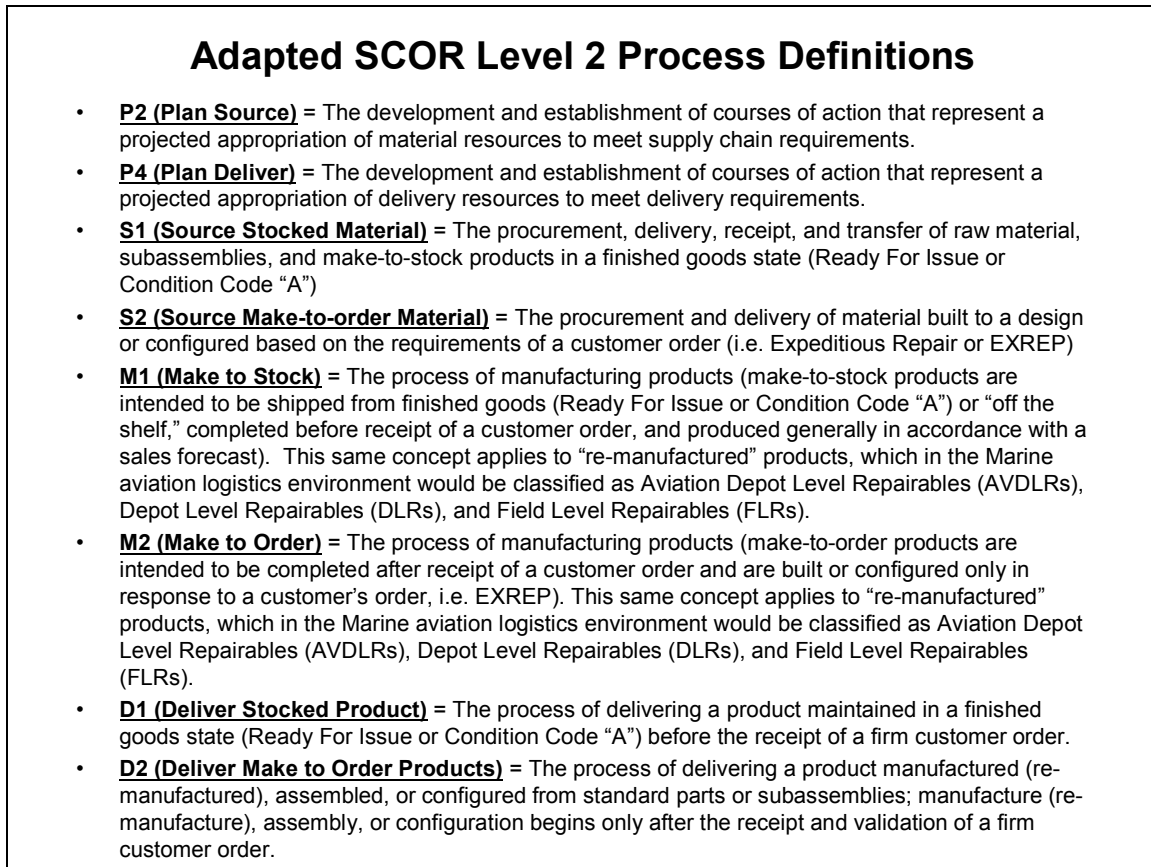 Adapted SCOR Level 2 Process Definitions
• P2 (Plan Source) = The development and establishment of courses of action that represent a
projected appropriation of material resources to meet supply chain requirements.
• P4 (Plan Deliver) = The development and establishment of courses of action that represent a
projected appropriation of delivery resources to meet delivery requirements.
• S1 (Source Stocked Material) = The procurement, delivery, receipt, and transfer of raw material,
subassemblies, and make-to-stock products in a finished goods state (Ready For Issue or
Condition Code “A”)
• S2 (Source Make-to-order Material) = The procurement and delivery of material built to a design
or configured based on the requirements of a customer order (i.e. Expeditious Repair or EXREP)
• M1 (Make to Stock) = The process of manufacturing products (make-to-stock products are
intended to be shipped from finished goods (Ready For Issue or Condition Code “A”) or “off the
shelf,” completed before receipt of a customer order, and produced generally in accordance with a
sales forecast). This same concept applies to “re-manufactured” products, which in the Marine
aviation logistics environment would be classified as Aviation Depot Level Repairables (AVDLRs),
Depot Level Repairables (DLRs), and Field Level Repairables (FLRs).
• M2 (Make to Order) = The process of manufacturing products (make-to-order products are
intended to be completed after receipt of a customer order and are built or configured only in
response to a customer’s order, i.e. EXREP). This same concept applies to “re-manufactured”
products, which in the Marine aviation logistics environment would be classified as Aviation Depot
Level Repairables (AVDLRs), Depot Level Repairables (DLRs), and Field Level Repairables
(FLRs).
• D1 (Deliver Stocked Product) = The process of delivering a product maintained in a finished
goods state (Ready For Issue or Condition Code “A”) before the receipt of a firm customer order.
• D2 (Deliver Make to Order Products) = The process of delivering a product manufactured (re-
manufactured), assembled, or configured from standard parts or subassemblies; manufacture (re-
manufacture), assembly, or configuration begins only after the receipt and validation of a firm
customer order.